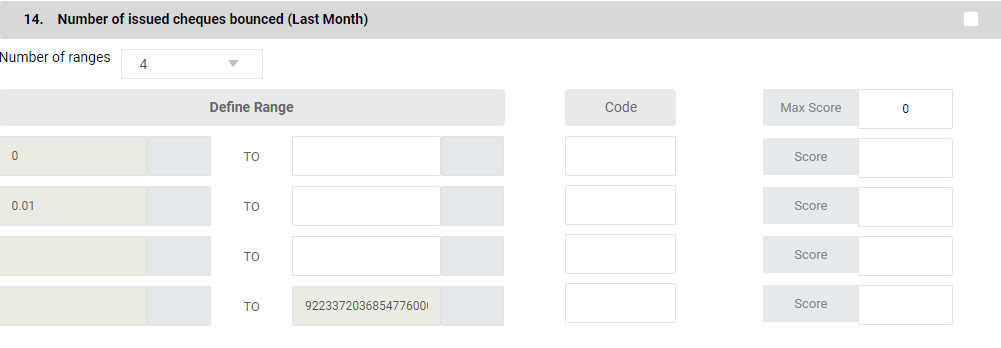 14. Number of issued cheques bounced (Last Month)
Number of ranges 4
Define Range Code Max Score 0
0 TO Score
0.01 TO Score
TO Score
TO 922337203685477600 Score